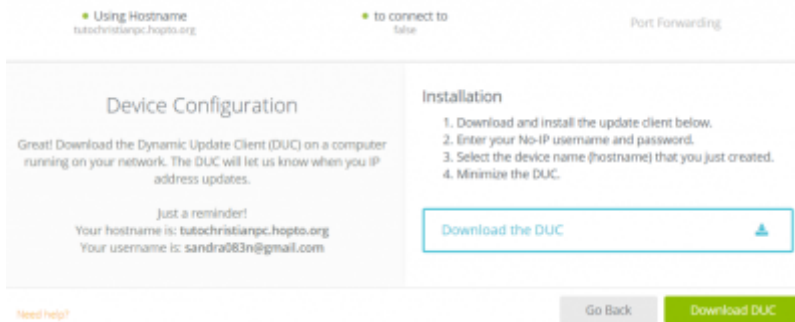 Using Hostname
tutochristianpc.hopto.org
to connect to
false
Port Forwarding
Device Configuration
Great! Download the Dynamic Update Client (DUC) on a computer
running on your network. The DUC will let us know when you IP
address updates.
Just a reminder!
Your hostname is: tutochristianpc.hopto.org
Your username is: sandra083n@gmail.com
Installation
1. Download and install the update client below.
2. Enter your No-IP username and password.
3. Select the device name (hostname) that you just created.
4. Minimize the DUC.
Download the DUC
Need help?
Go Back
Download DUC